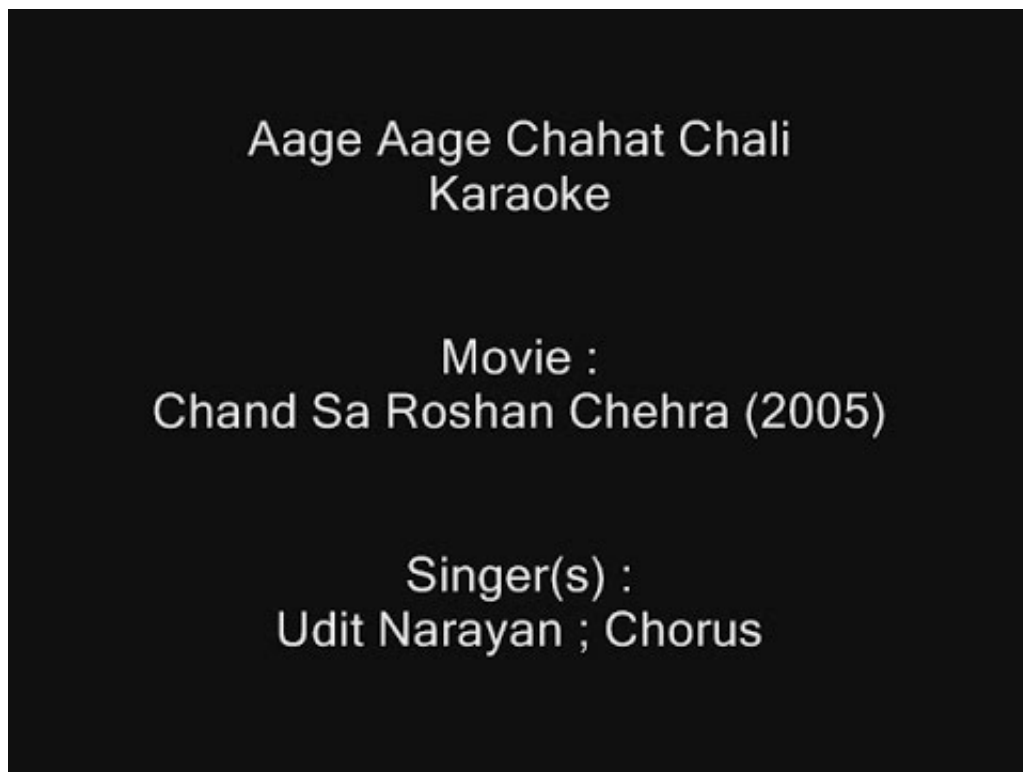 Aage Aage Chahat Chali
Karaoke
Movie :
Chand Sa Roshan Chehra (2005)
Singer(s) :
Udit Narayan ; Chorus